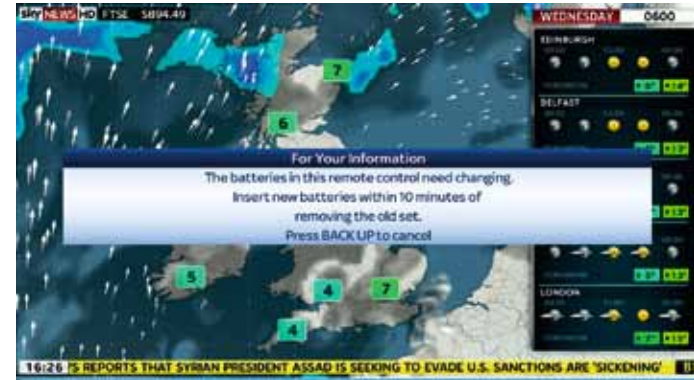 sky NEWS HD FTSE 5894.49
WEDNESDAY 0600
EDINBURGH
7
BELFAST
6
For Your Information
The batteries in this remote control need changing.
Insert new batteries within 10 minutes of
removing the old set.
Press BACK UP to cancel
5
4
7
4
LONDON
16:26 'S REPORTS THAT SYRIAN PRESIDENT ASSAD IS SEEKING TO EVADE U.S. SANCTIONS ARE 'SICKENING'